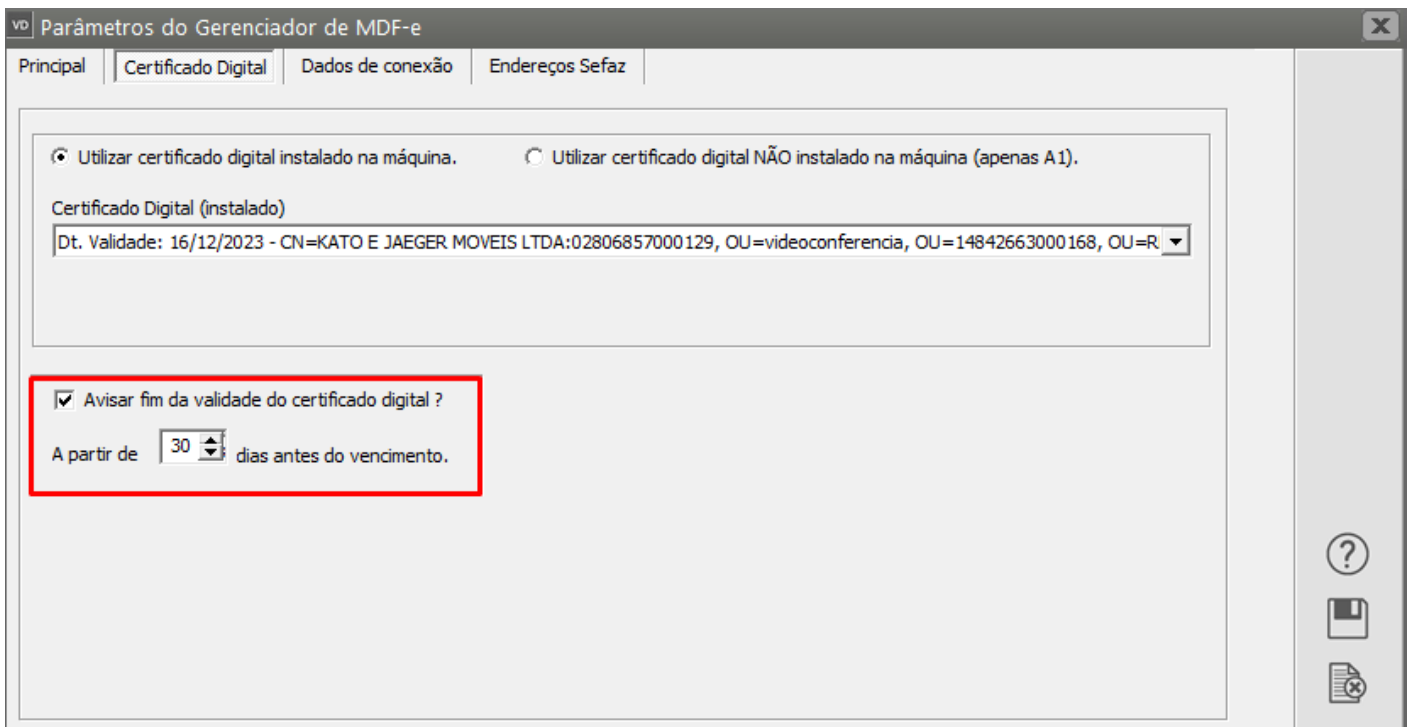 VD Parâmetros do Gerenciador de MDF-e
Principal Certificado Digital Dados de conexão Endereços Sefaz
Utilizar certificado digital instalado na máquina. Utilizar certificado digital NÃO instalado na máquina (apenas A1).
Certificado Digital (instalado)
Dt. Validade: 16/12/2023 - CN=KATO E JAEGER MOVEIS LTDA:02806857000129, OU=videoconferencia, OU=14842663000168, OU=R
Avisar fim da validade do certificado digital ?
A partir de 30 dias antes do vencimento.